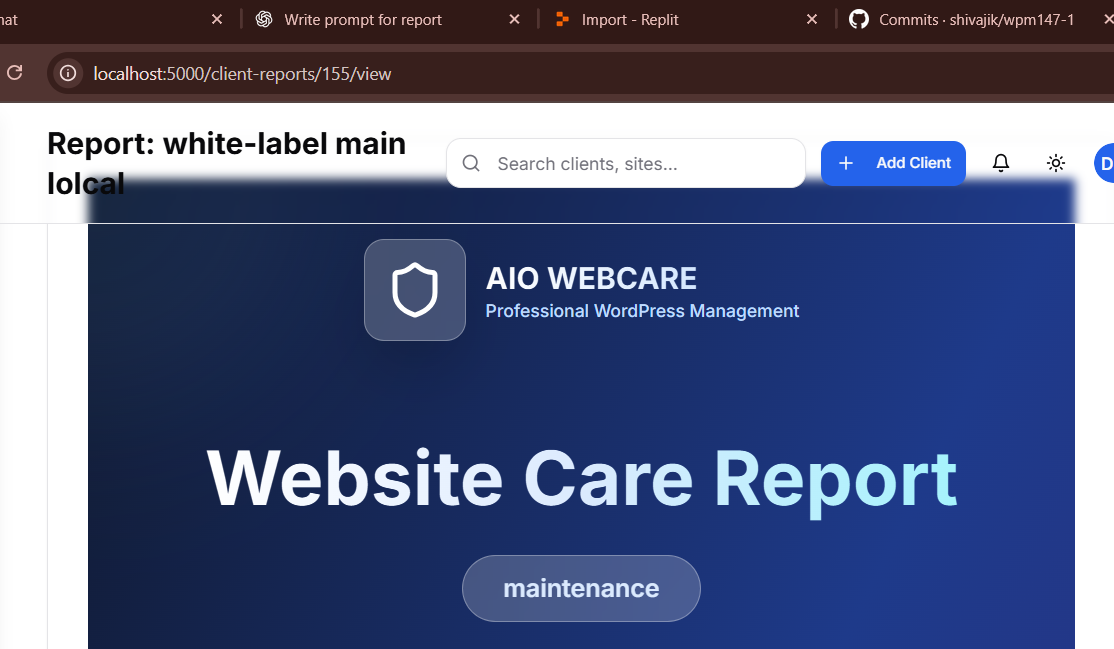 hat
Write prompt for report
Import - Replit
Commits · shivajik/wpm147-1
localhost:5000/client-reports/155/view
Report: white-label main
lolcal
Search clients, sites...
Add Client
D
AIO WEBCARE
Professional WordPress Management
Website Care Report
maintenance